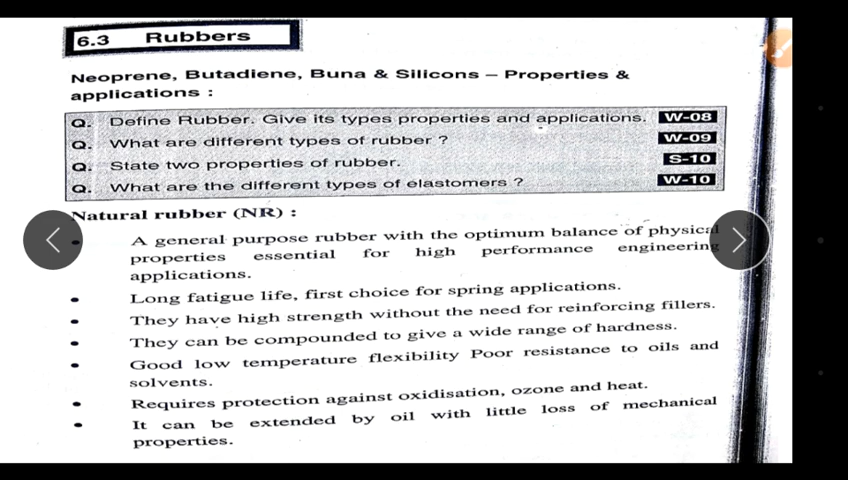 6.3 Rubbers
Neoprene, Butadiene, Buna & Silicons – Properties &
applications :
Q. Define Rubber. Give its types properties and applications. W-08
Q. What are different types of rubber ? W-09
Q. State two properties of rubber. S-10
Q. What are the different types of elastomers ? W-10
Natural rubber (NR) :
• A general purpose rubber with the optimum balance of physical
properties essential for high performance engineering
applications.
• Long fatigue life, first choice for spring applications.
• They have high strength without the need for reinforcing fillers.
• They can be compounded to give a wide range of hardness.
• Good low temperature flexibility Poor resistance to oils and
solvents.
• Requires protection against oxidisation, ozone and heat.
• It can be extended by oil with little loss of mechanical
properties.